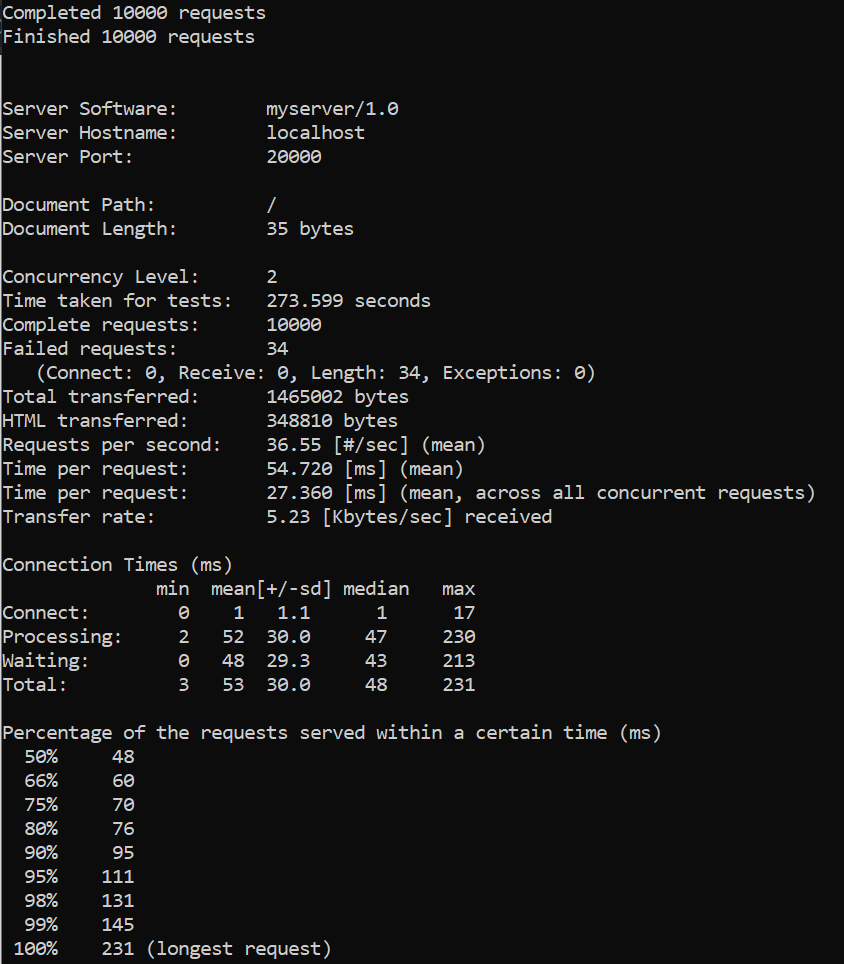 Completed 10000 requests
Finished 10000 requests
Server Software: myserver/1.0
Server Hostname: localhost
Server Port: 20000
Document Path: /
Document Length: 35 bytes
Concurrency Level: 2
Time taken for tests: 273.599 seconds
Complete requests: 10000
Failed requests: 34
(Connect: 0, Receive: 0, Length: 34, Exceptions: 0)
Total transferred: 1465002 bytes
HTML transferred: 348810 bytes
Requests per second: 36.55 [#/sec] (mean)
Time per request: 54.720 [ms] (mean)
Time per request: 27.360 [ms] (mean, across all concurrent requests)
Transfer rate: 5.23 [Kbytes/sec] received
Connection Times (ms)
min mean[+/-sd] median max
Connect: 0 1 1.1 1 17
Processing: 2 52 30.0 47 230
Waiting: 0 48 29.3 43 213
Total: 3 53 30.0 48 231
Percentage of the requests served within a certain time (ms)
50% 48
66% 60
75% 70
80% 76
90% 95
95% 111
98% 131
99% 145
100% 231 (longest request)